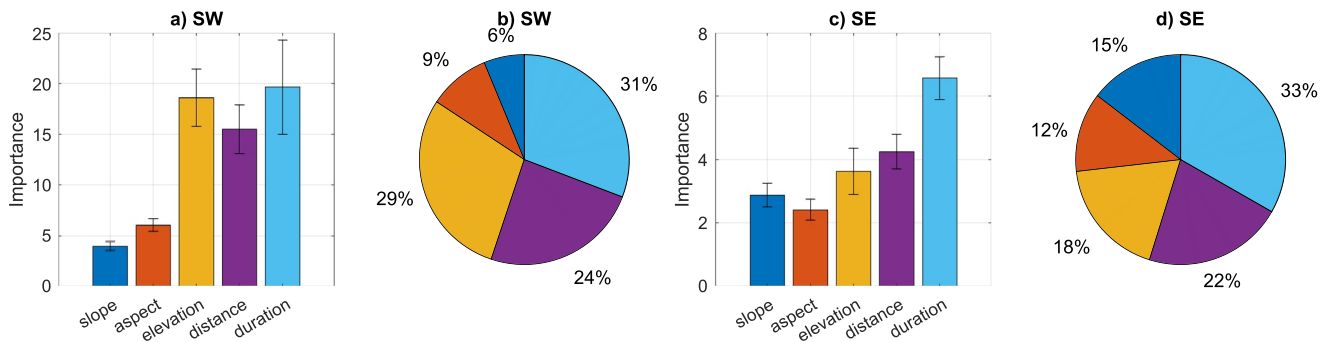 a) SW
Importance
25
20
15
10
5
0
slope
aspect
elevation
distance
duration
b) SW
6%
9%
31%
29%
24%
c) SE
Importance
8
6
4
2
0
slope
aspect
elevation
distance
duration
d) SE
15%
33%
12%
18%
22%